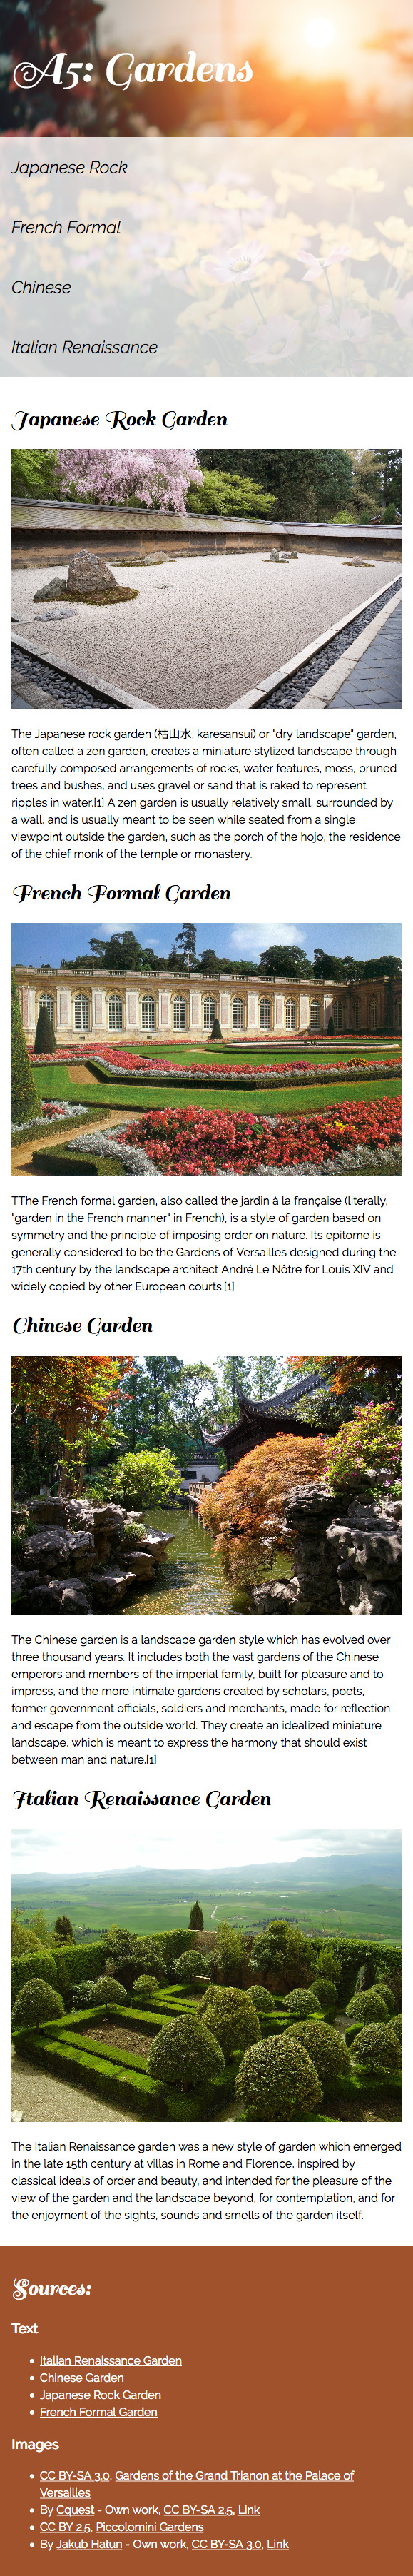 A5: Gardens
Japanese Rock
French Formal
Chinese
Italian Renaissance
Japanese Rock Garden
The Japanese rock garden (枯山水, karesansui) or "dry landscape" garden,
often called a zen garden, creates a miniature stylized landscape through
carefully composed arrangements of rocks, water features, moss, pruned
trees and bushes, and uses gravel or sand that is raked to represent
ripples in water.[1] A zen garden is usually relatively small, surrounded by
a wall, and is usually meant to be seen while seated from a single
viewpoint outside the garden, such as the porch of the hojo, the residence
of the chief monk of the temple or monastery.
French Formal Garden
TThe French formal garden, also called the jardin à la française (literally,
"garden in the French manner" in French), is a style of garden based on
symmetry and the principle of imposing order on nature. Its epitome is
generally considered to be the Gardens of Versailles designed during the
17th century by the landscape architect André Le Nôtre for Louis XIV and
widely copied by other European courts.[1]
Chinese Garden
The Chinese garden is a landscape garden style which has evolved over
three thousand years. It includes both the vast gardens of the Chinese
emperors and members of the imperial family, built for pleasure and to
impress, and the more intimate gardens created by scholars, poets,
former government officials, soldiers and merchants, made for reflection
and escape from the outside world. They create an idealized miniature
landscape, which is meant to express the harmony that should exist
between man and nature.[1]
Italian Renaissance Garden
The Italian Renaissance garden was a new style of garden which emerged
in the late 15th century at villas in Rome and Florence, inspired by
classical ideals of order and beauty, and intended for the pleasure of the
view of the garden and the landscape beyond, for contemplation, and for
the enjoyment of the sights, sounds and smells of the garden itself.
Sources:
Text
Italian Renaissance Garden
Chinese Garden
Japanese Rock Garden
French Formal Garden
Images
CC BY-SA 3.0, Gardens of the Grand Trianon at the Palace of
Versailles
By Cquest - Own work, CC BY-SA 2.5, Link
CC BY 2.5, Piccolomini Gardens
By Jakub Hałun - Own work, CC BY-SA 3.0, Link